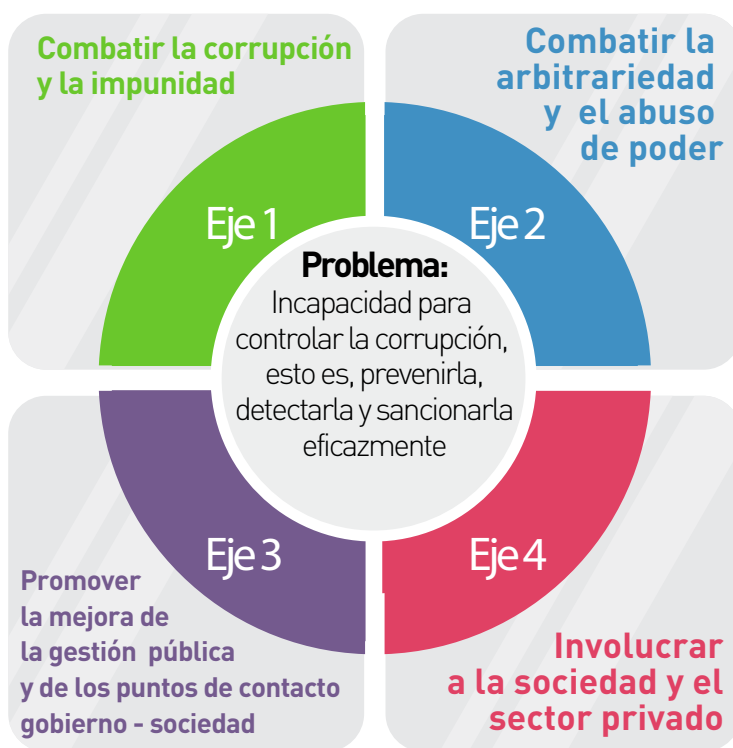 Combatir la corrupción
y la impunidad
Combatir la
arbitrariedad
y el abuso
de poder
Eje 1
Eje 2
Problema:
Incapacidad para
controlar la corrupción,
esto es, prevenirla,
detectarla y sancionarla
eficazmente
Eje 3
Eje 4
Promover
la mejora de
la gestión pública
y de los puntos de contacto
gobierno - sociedad
Involucrar
a la sociedad y el
sector privado